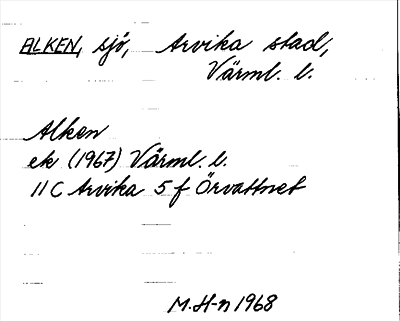 ALKEN, sjö, Arvika stad,
Värml. l.
Alken
ek (1967) Värml. l.
11 C Arvika 5 f Örvattnet
M. H-n 1968